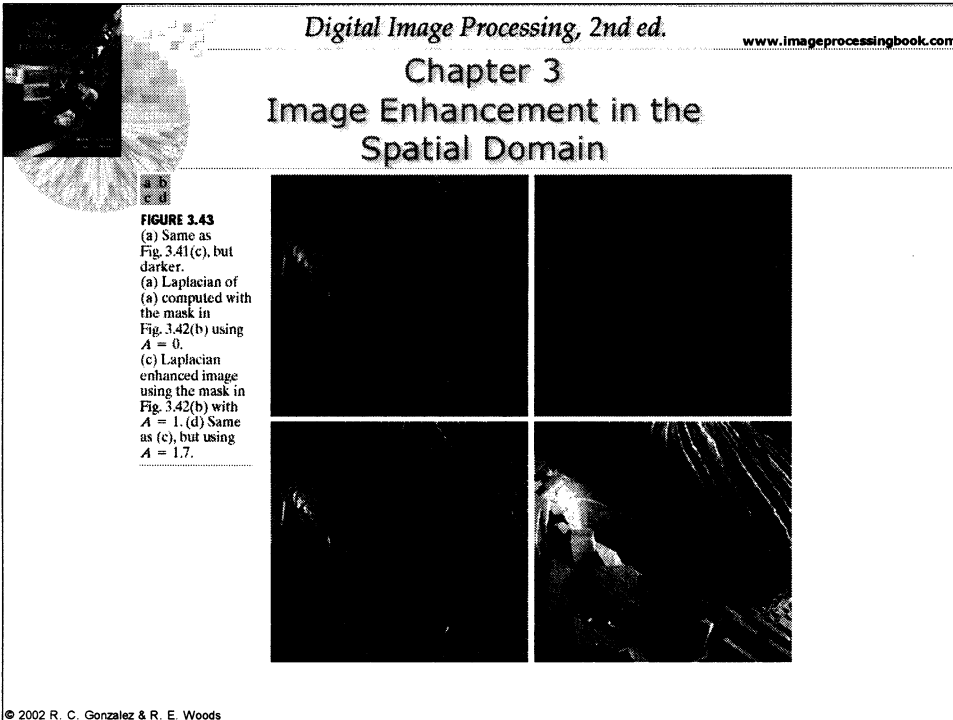 Digital Image Processing, 2nd ed.
www.imageprocessingbook.com
Chapter 3
Image Enhancement in the
Spatial Domain
a b
c d
FIGURE 3.43
(a) Same as
Fig. 3.41(c), but
darker.
(a) Laplacian of
(a) computed with
the mask in
Fig. 3.42(b) using
A = 0.
(c) Laplacian
enhanced image
using the mask in
Fig. 3.42(b) with
A = 1. (d) Same
as (c), but using
A = 1.7.
© 2002 R. C. Gonzalez & R. E. Woods